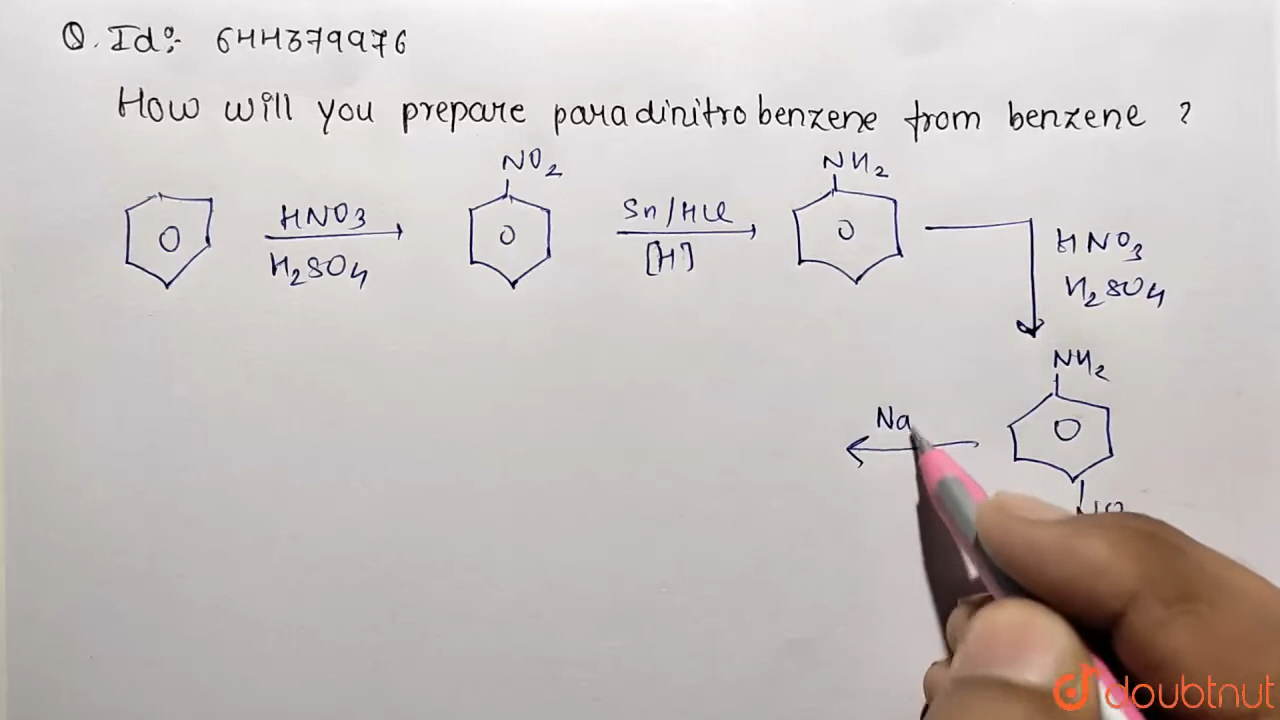 Q. Id:- 644379976
How will you prepare paradinitrobenzene from benzene ?
NO2
NH2
HNO3
H2SO4
Sn/HCl
[H]
HNO3
H2SO4
NH2
Na
doubtnut